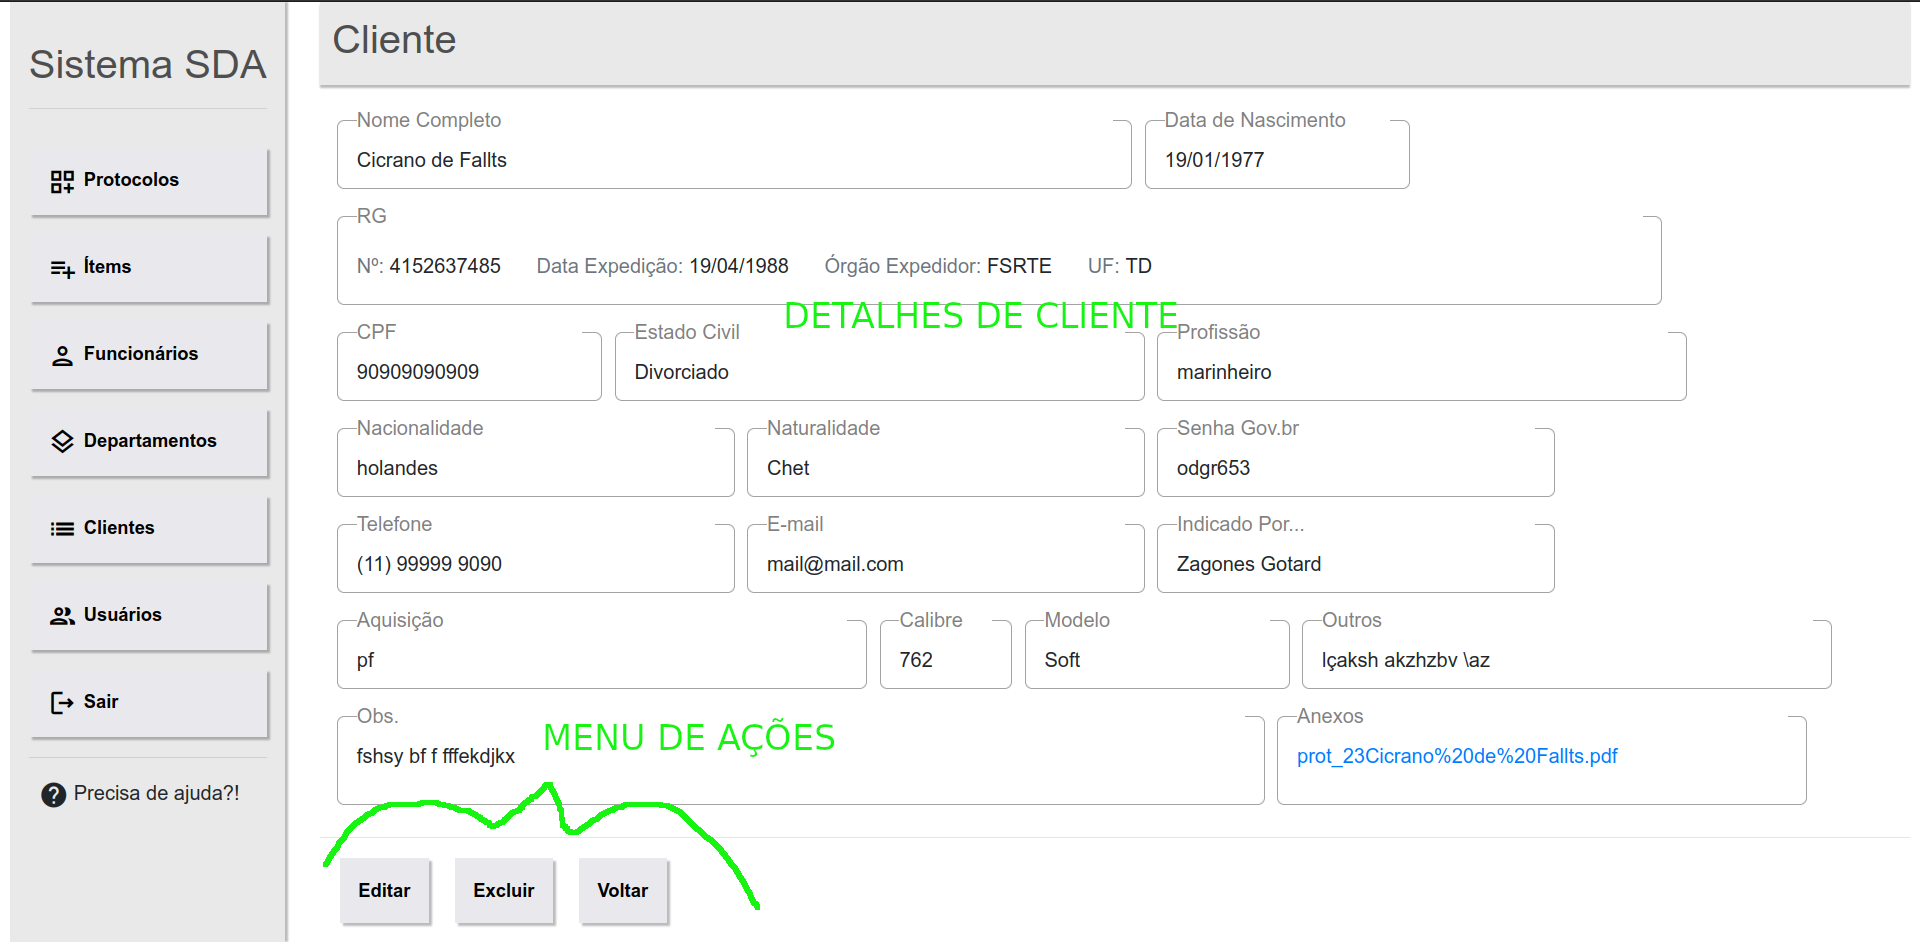 Sistema SDA
Protocolos
Ítems
Funcionários
Departamentos
Clientes
Usuários
Sair
Precisa de ajuda?!
Cliente
Nome Completo
Cicrano de Fallts
Data de Nascimento
19/01/1977
RG
Nº: 4152637485 Data Expedição: 19/04/1988 Órgão Expedidor: FSRTE UF: TD
DETALHES DE CLIENTE
CPF
90909090909
Estado Civil
Divorciado
Profissão
marinheiro
Nacionalidade
holandes
Naturalidade
Chet
Senha Gov.br
odgr653
Telefone
(11) 99999 9090
E-mail
mail@mail.com
Indicado Por...
Zagones Gotard
Aquisição
pf
Calibre
762
Modelo
Soft
Outros
lçaksh akzhzbv \az
Obs.
fshsy bf f fffekdjkx
MENU DE AÇÕES
Anexos
prot_23Cicrano%20de%20Fallts.pdf
Editar
Excluir
Voltar